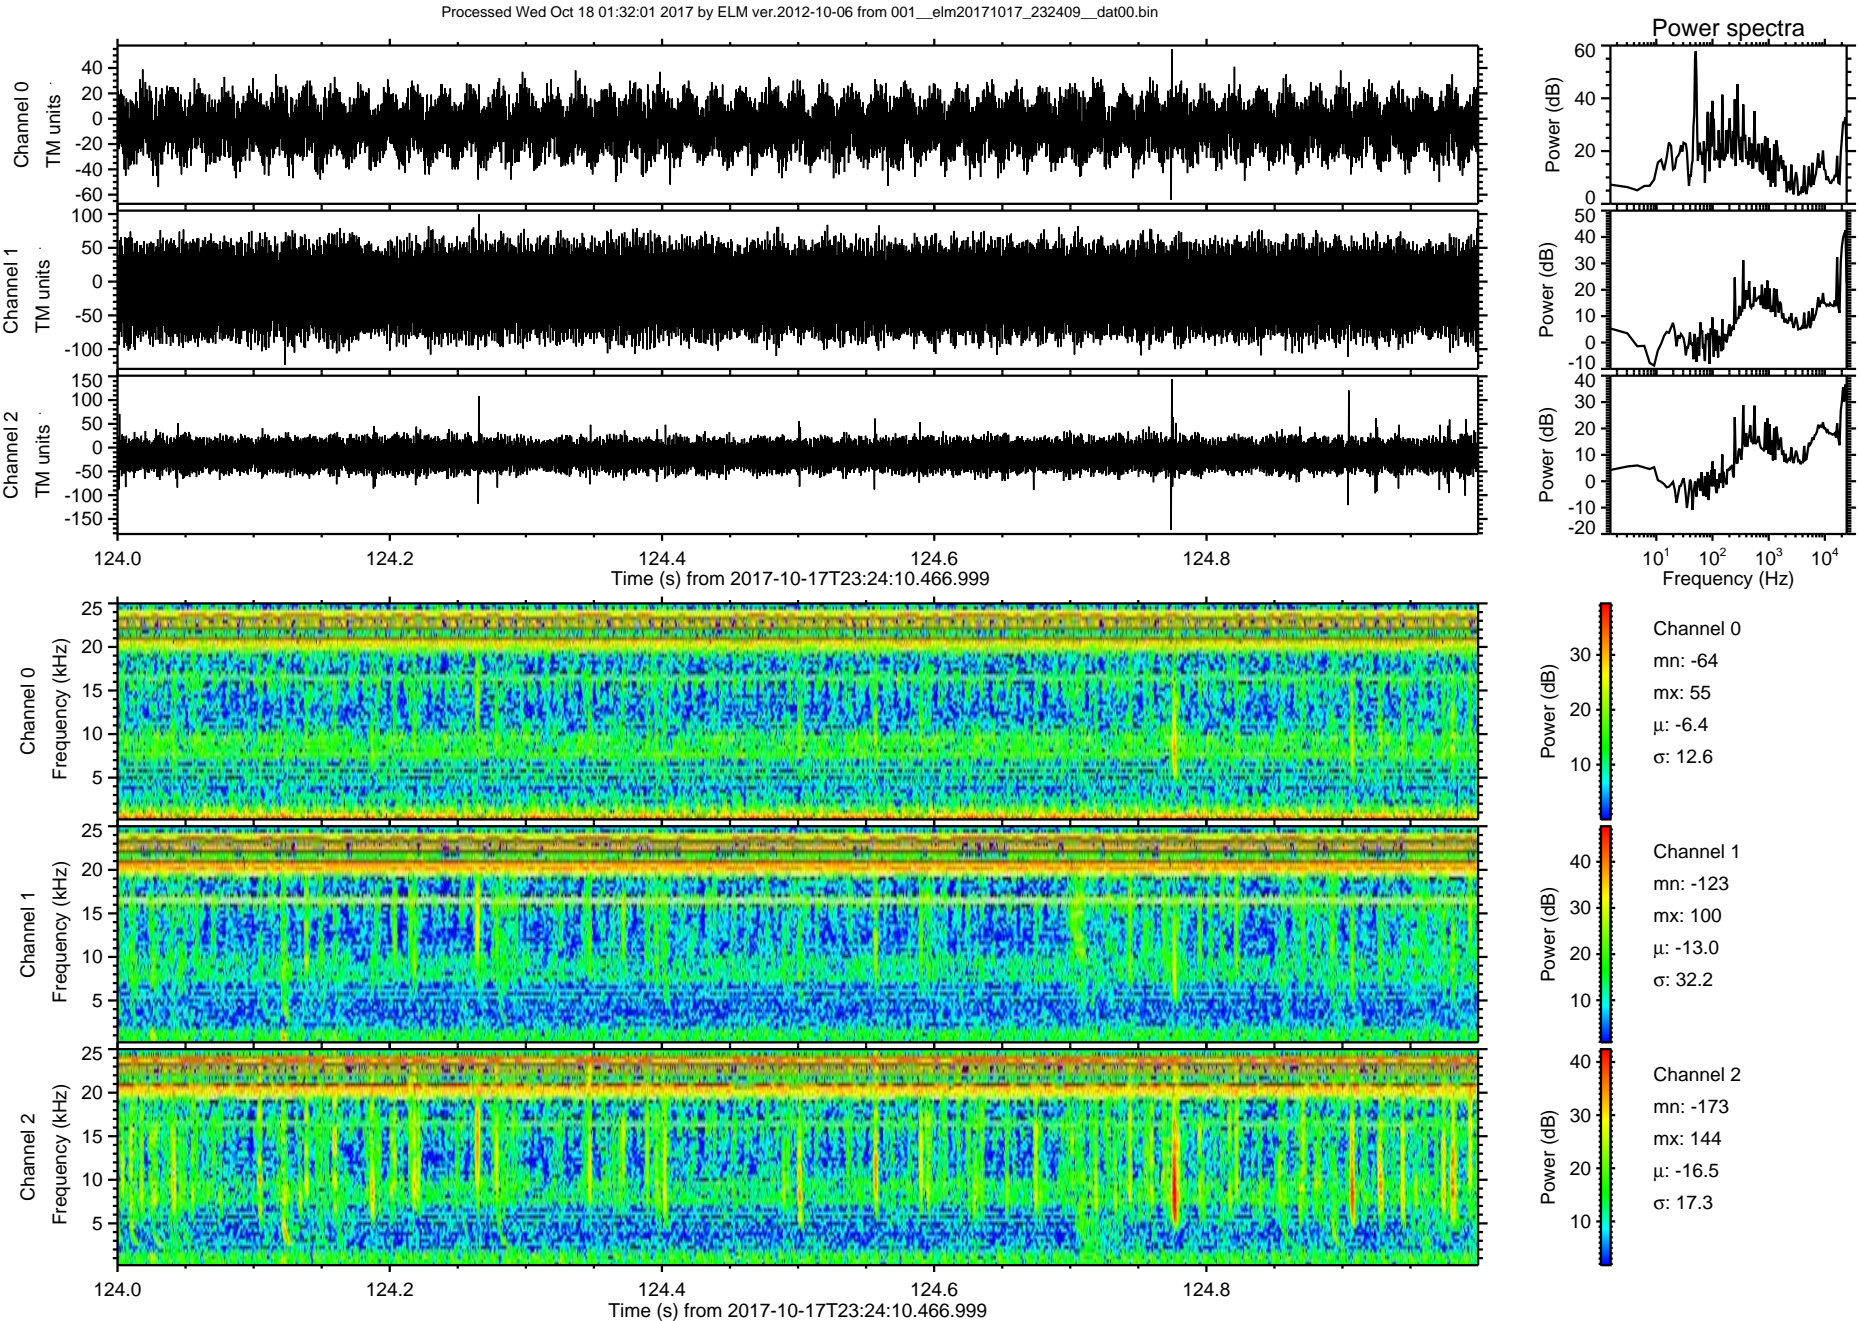 Processed Wed Oct 18 01:32:01 2017 by ELM ver.2012-10-06 from 001__elm20171017_232409__dat00.bin
Power spectra
Channel 0
TM units
40
20
0
-20
-40
-60
Power (dB)
60
40
20
0
Channel 1
TM units
100
50
0
-50
-100
Power (dB)
50
40
30
20
10
0
-10
Channel 2
TM units
150
100
50
0
-50
-100
-150
Power (dB)
40
30
20
10
0
-10
-20
124.0 124.2 124.4 124.6 124.8
Time (s) from 2017-10-17T23:24:10.466.999
10¹ 10² 10³ 10⁴
Frequency (Hz)
Channel 0
Frequency (kHz)
25
20
15
10
5
Power (dB)
30
20
10
Channel 0
mn: -64
mx: 55
μ: -6.4
σ: 12.6
Channel 1
Frequency (kHz)
25
20
15
10
5
Power (dB)
40
30
20
10
Channel 1
mn: -123
mx: 100
μ: -13.0
σ: 32.2
Channel 2
Frequency (kHz)
25
20
15
10
5
Power (dB)
40
30
20
10
Channel 2
mn: -173
mx: 144
μ: -16.5
σ: 17.3
124.0 124.2 124.4 124.6 124.8
Time (s) from 2017-10-17T23:24:10.466.999